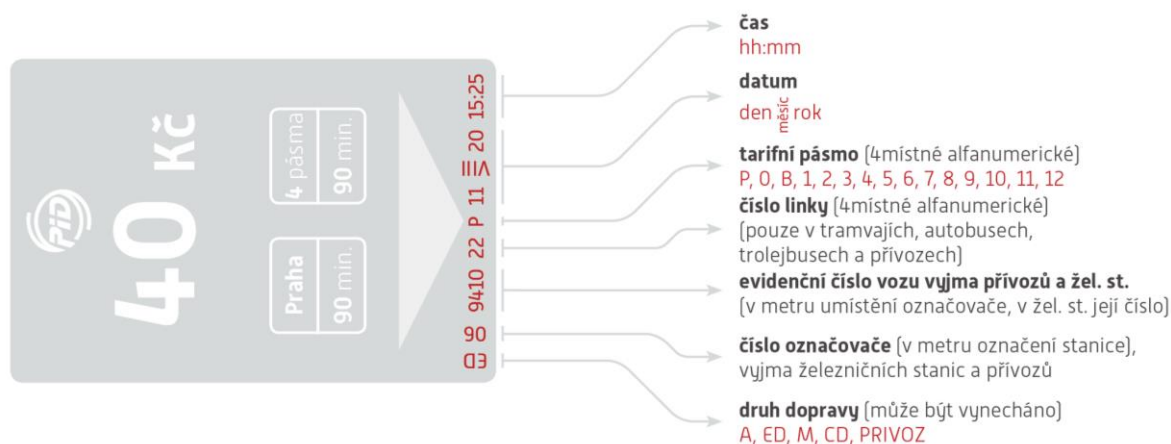 PID
40 Kč
Praha
90 min.
4 pásma
90 min.
ED 06 9410 22 P 11 VIII 20 15:25
čas
hh:mm
datum
den měsíc rok
tarifní pásmo (4místné alfanumerické)
P, 0, B, 1, 2, 3, 4, 5, 6, 7, 8, 9, 10, 11, 12
číslo linky (4místné alfanumerické)
(pouze v tramvajích, autobusech,
trolejbusech a přívozech)
evidenční číslo vozu vyjma přívozů a žel. st.
(v metru umístění označovače, v žel. st. její číslo)
číslo označovače (v metru označení stanice),
vyjma železničních stanic a přívozů
druh dopravy (může být vynecháno)
A, ED, M, CD, PRIVOZ